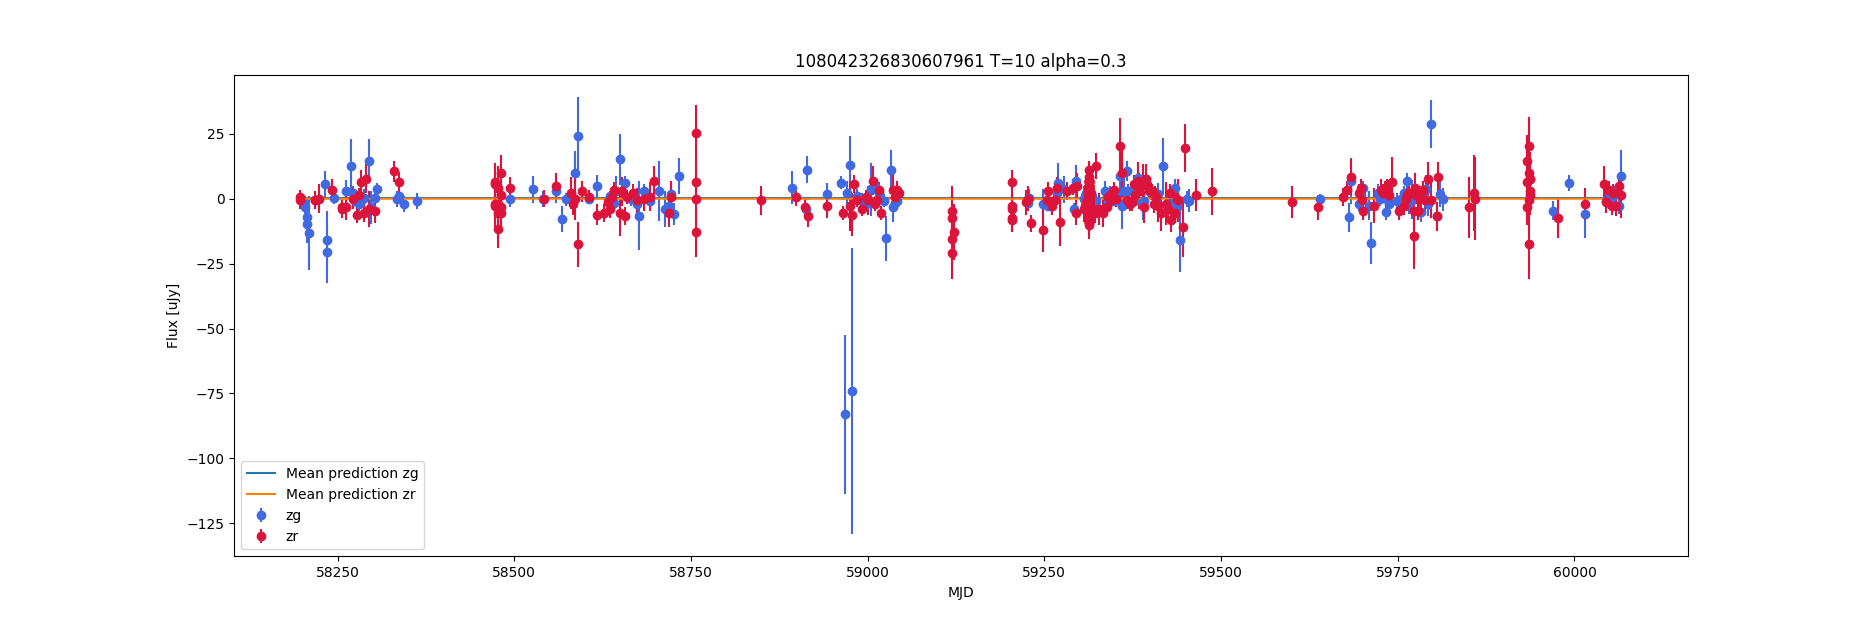 108042326830607961 T=10 alpha=0.3
Flux [uJy]
25
0
−25
−50
−75
−100
−125
Mean prediction zg
Mean prediction zr
zg
zr
58250
58500
58750
59000
59250
59500
59750
60000
MJD